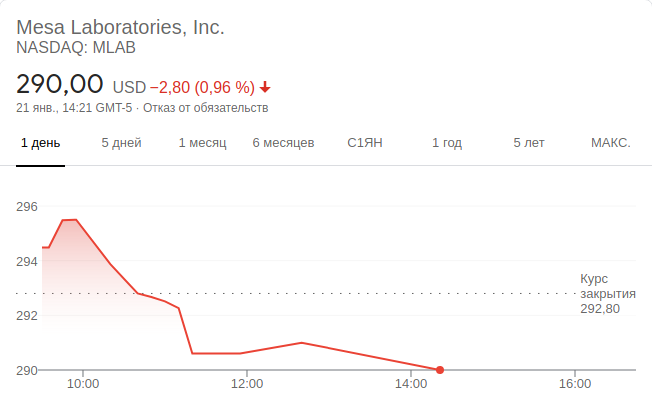 Mesa Laboratories, Inc.
NASDAQ: MLAB
290,00 USD −2,80 (0,96 %)
21 янв., 14:21 GMT-5 · Отказ от обязательств
1 день 5 дней 1 месяц 6 месяцев С1ЯН 1 год 5 лет МАКС.
296
294
Курс
закрытия
292,80
292
290
10:00 12:00 14:00 16:00